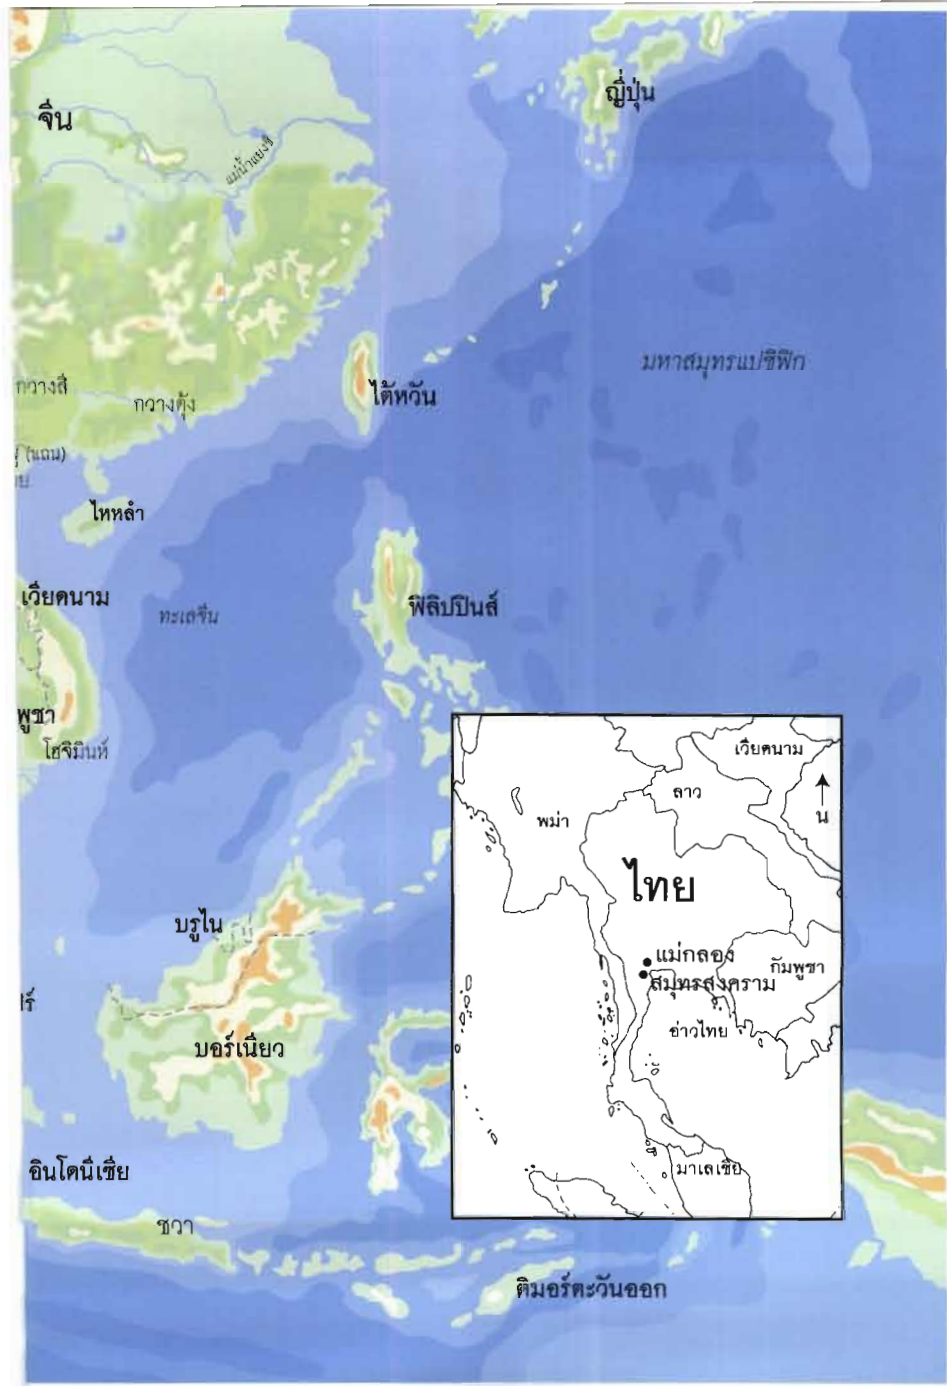 ญี่ปุ่น
จีน
แม่น้ำแยงซี
มหาสมุทรแปซิฟิก
กวางสี
ไต้หวัน
กวางตุ้ง
(แถน)
ไหหลำ
เวียดนาม
ทะเลจีน
ฟิลิปปินส์
พูชา
โฮจิมินห์
เวียดนาม
ลาว
น
พม่า
ไทย
บรูไน
แม่กลอง
กัมพูชา
สมุทรสงคราม
อ่าวไทย
ร์
บอร์เนียว
อินโดนีเซีย
มาเลเซีย
ชวา
ติมอร์ตะวันออก